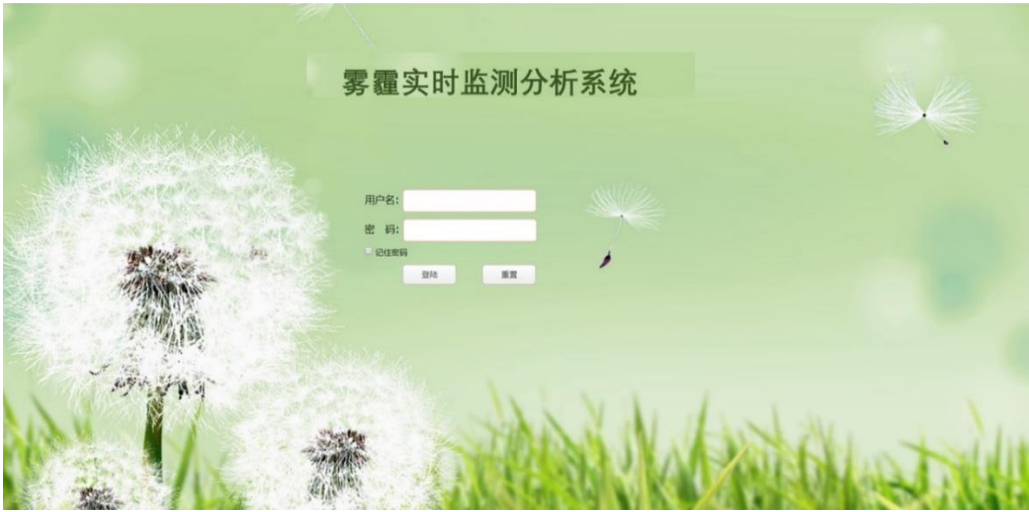 雾霾实时监测分析系统
用户名：
密 码：
记住密码
登陆 重置